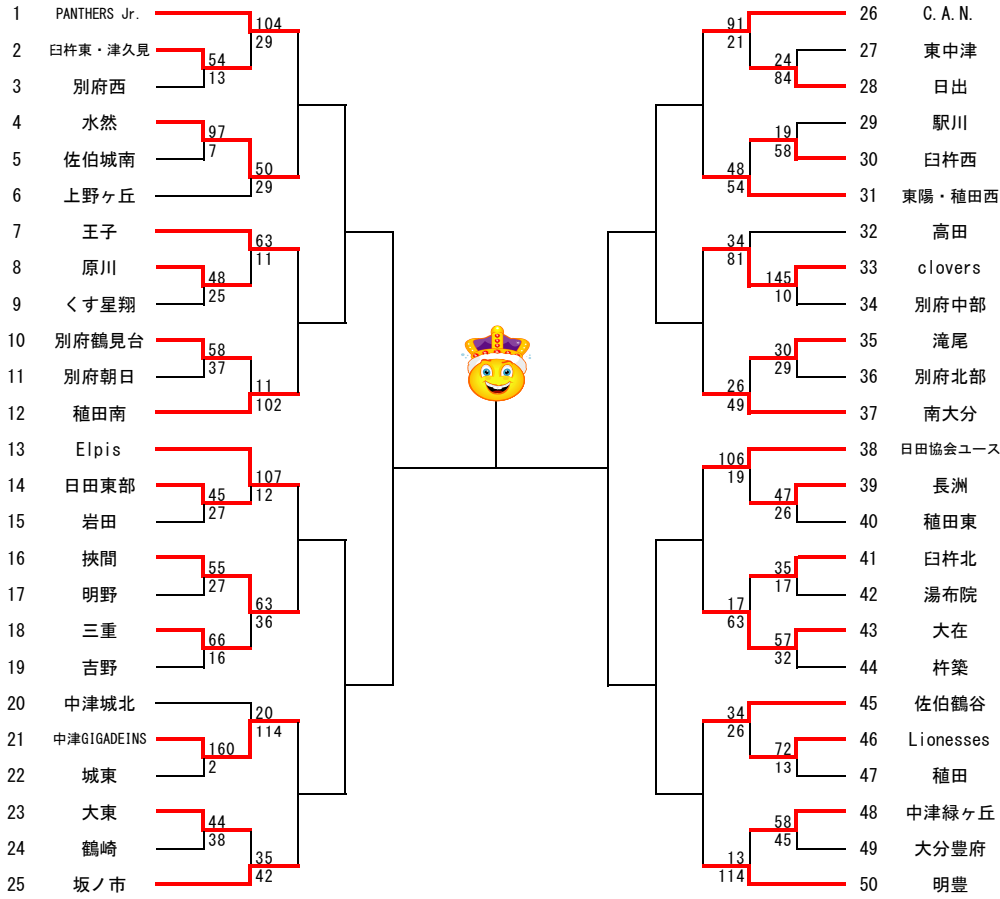 1 PANTHERS Jr.
104
29
2 臼杵東・津久見
54
13
3 別府西
4 水然
97
7
5 佐伯城南
50
29
6 上野ヶ丘
7 王子
63
11
8 原川
48
25
9 くす星翔
10 別府鶴見台
58
37
11 別府朝日
11
102
12 稙田南
13 Elpis
107
12
14 日田東部
45
27
15 岩田
16 挾間
55
27
17 明野
63
36
18 三重
66
16
19 吉野
20 中津城北
20
114
21 中津GIGADEINS
160
2
22 城東
23 大東
44
38
24 鶴崎
35
42
25 坂ノ市
26 C.A.N.
91
21
27 東中津
24
84
28 日出
29 駅川
19
58
30 臼杵西
48
54
31 東陽・稙田西
32 高田
34
81
33 clovers
145
10
34 別府中部
35 滝尾
30
29
36 別府北部
26
49
37 南大分
38 日田協会ユース
106
19
39 長洲
47
26
40 稙田東
41 臼杵北
35
17
42 湯布院
17
63
43 大在
57
32
44 杵築
45 佐伯鶴谷
34
26
46 Lionesses
72
13
47 稙田
48 中津緑ヶ丘
58
45
49 大分豊府
13
114
50 明豊